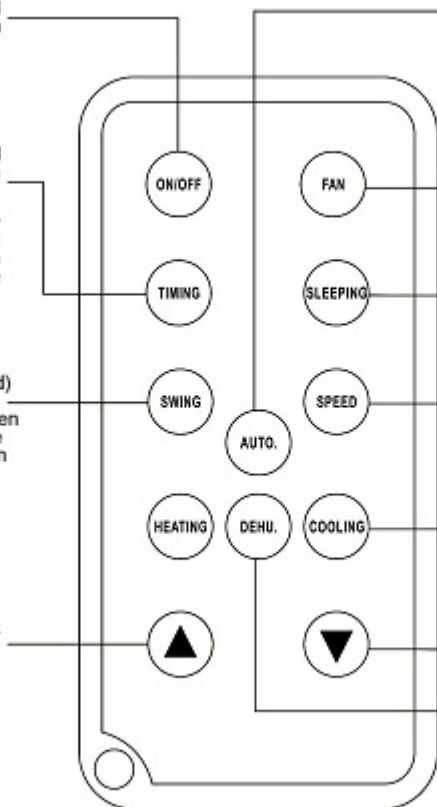 ON/OFF
FAN
TIMING
SLEEPING
d)
SWING
SPEED
en
AUTO.
HEATING
DEHU.
COOLING